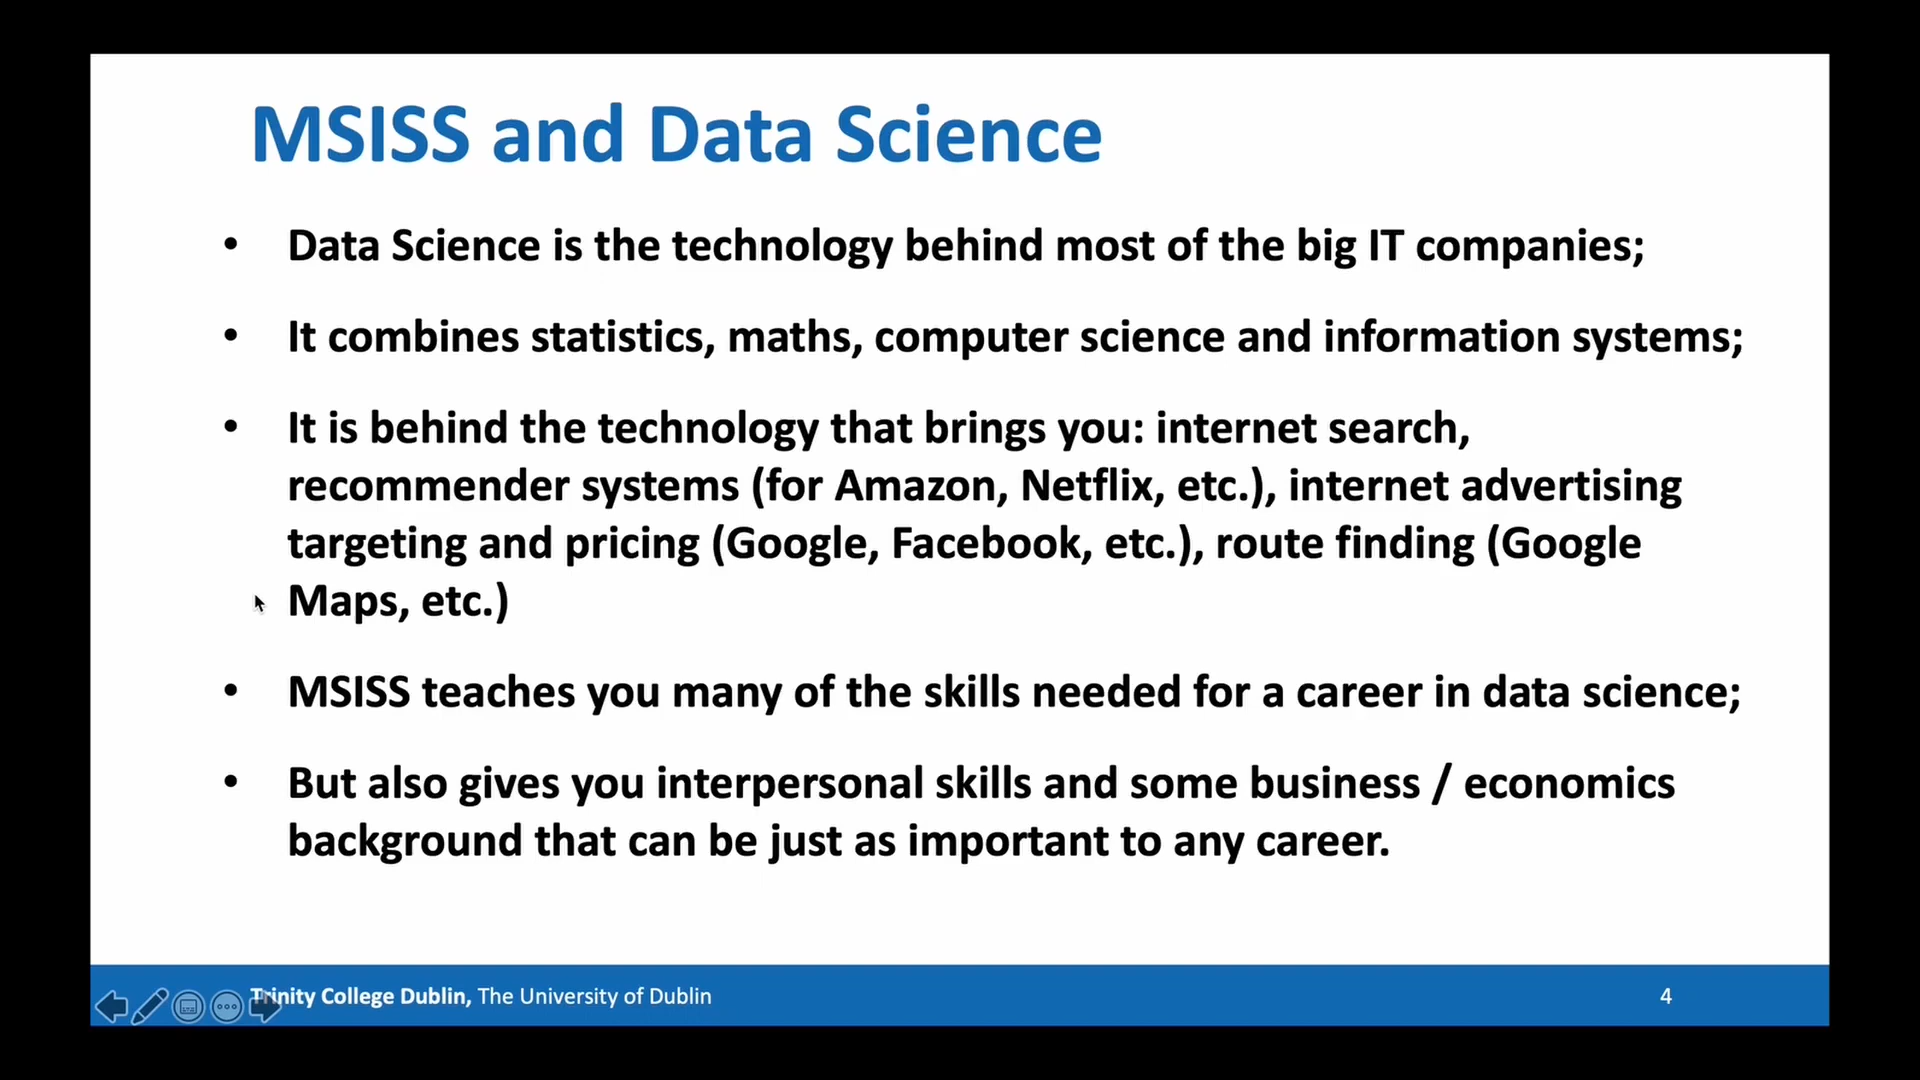 MSISS and Data Science
• Data Science is the technology behind most of the big IT companies;
• It combines statistics, maths, computer science and information systems;
• It is behind the technology that brings you: internet search,
recommender systems (for Amazon, Netflix, etc.), internet advertising
targeting and pricing (Google, Facebook, etc.), route finding (Google
Maps, etc.)
• MSISS teaches you many of the skills needed for a career in data science;
• But also gives you interpersonal skills and some business / economics
background that can be just as important to any career.
Trinity College Dublin, The University of Dublin
4